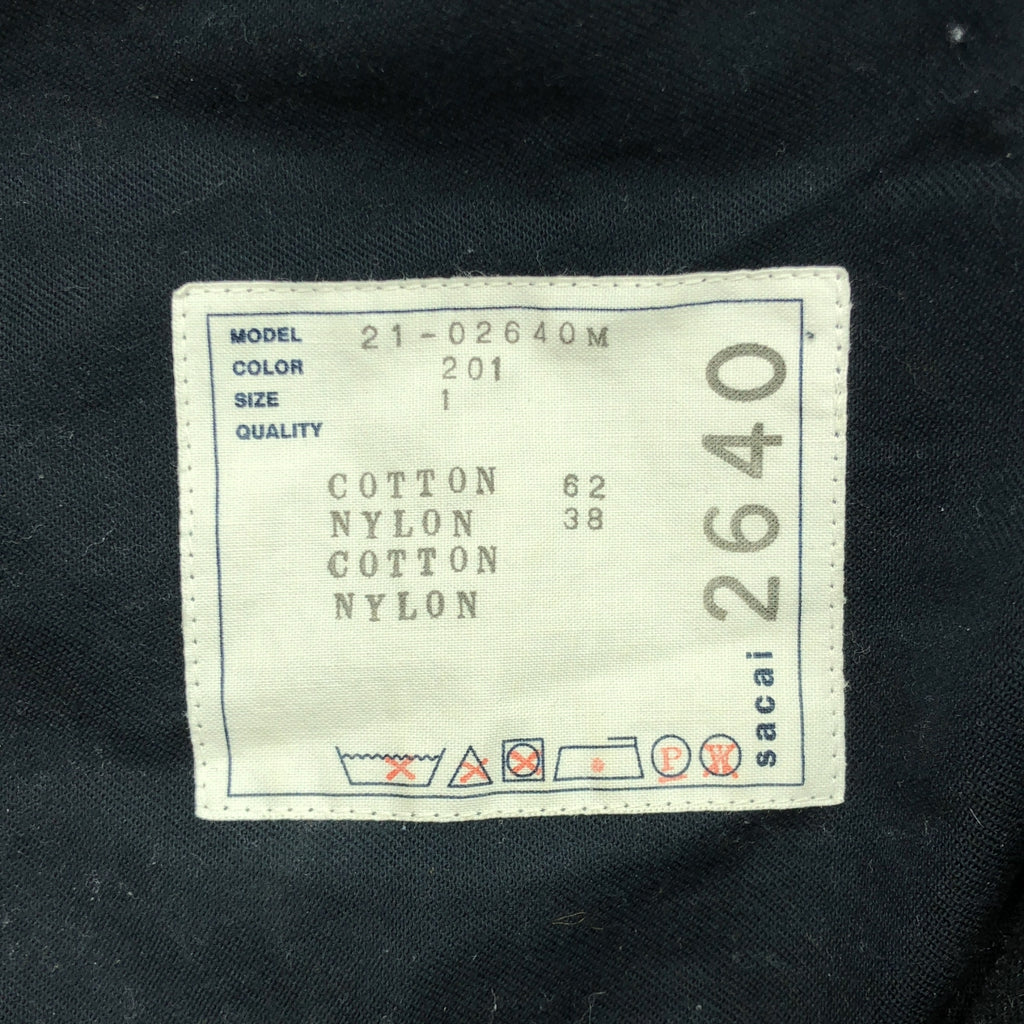 MODEL 21-02640M
COLOR 201
SIZE 1
QUALITY
COTTON 62
NYLON 38
COTTON
NYLON
P W
sacai 2640